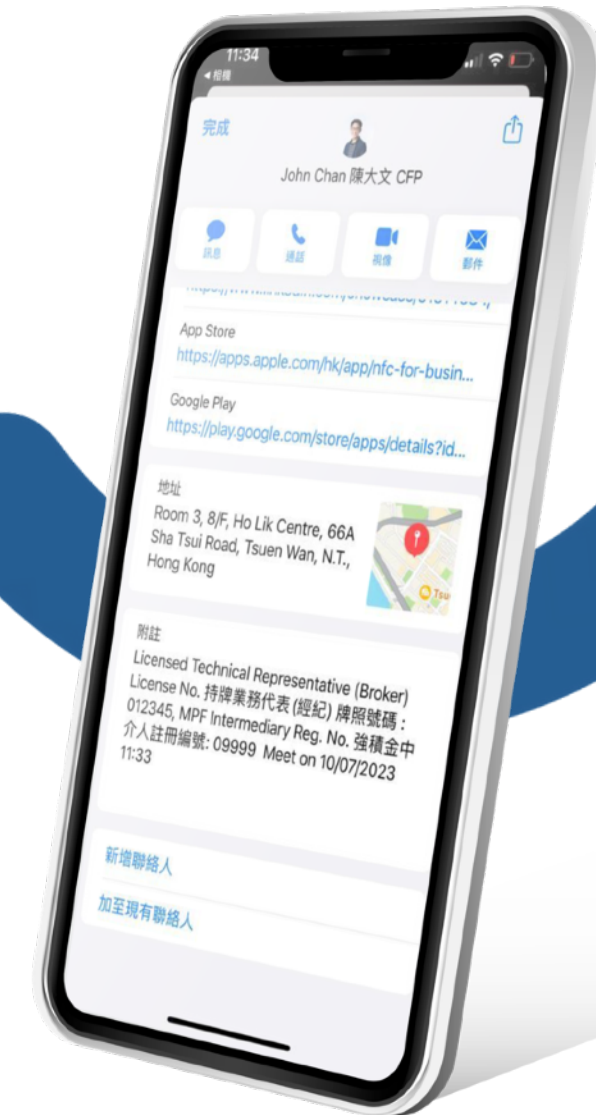 11:34
◀相機
完成
John Chan 陳大文 CFP
訊息
通話
視像
郵件
App Store
https://apps.apple.com/hk/app/nfc-for-busin...
Google Play
https://play.google.com/store/apps/details?id...
地址
Room 3, 8/F, Ho Lik Centre, 66A
Sha Tsui Road, Tsuen Wan, N.T.,
Hong Kong
Tsu
附註
Licensed Technical Representative (Broker)
License No. 持牌業務代表 (經紀) 牌照號碼 :
012345, MPF Intermediary Reg. No. 強積金中
介人註冊編號: 09999 Meet on 10/07/2023
11:33
新增聯絡人
加至現有聯絡人